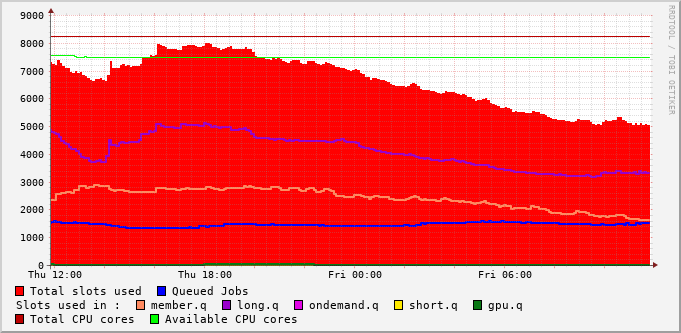 RRDTOOL / TOBI OETIKER
9000
8000
7000
6000
5000
4000
3000
2000
1000
0
Thu 12:00 Thu 18:00 Fri 00:00 Fri 06:00
Total slots used Queued Jobs
Slots used in : member.q long.q ondemand.q short.q gpu.q
Total CPU cores Available CPU cores